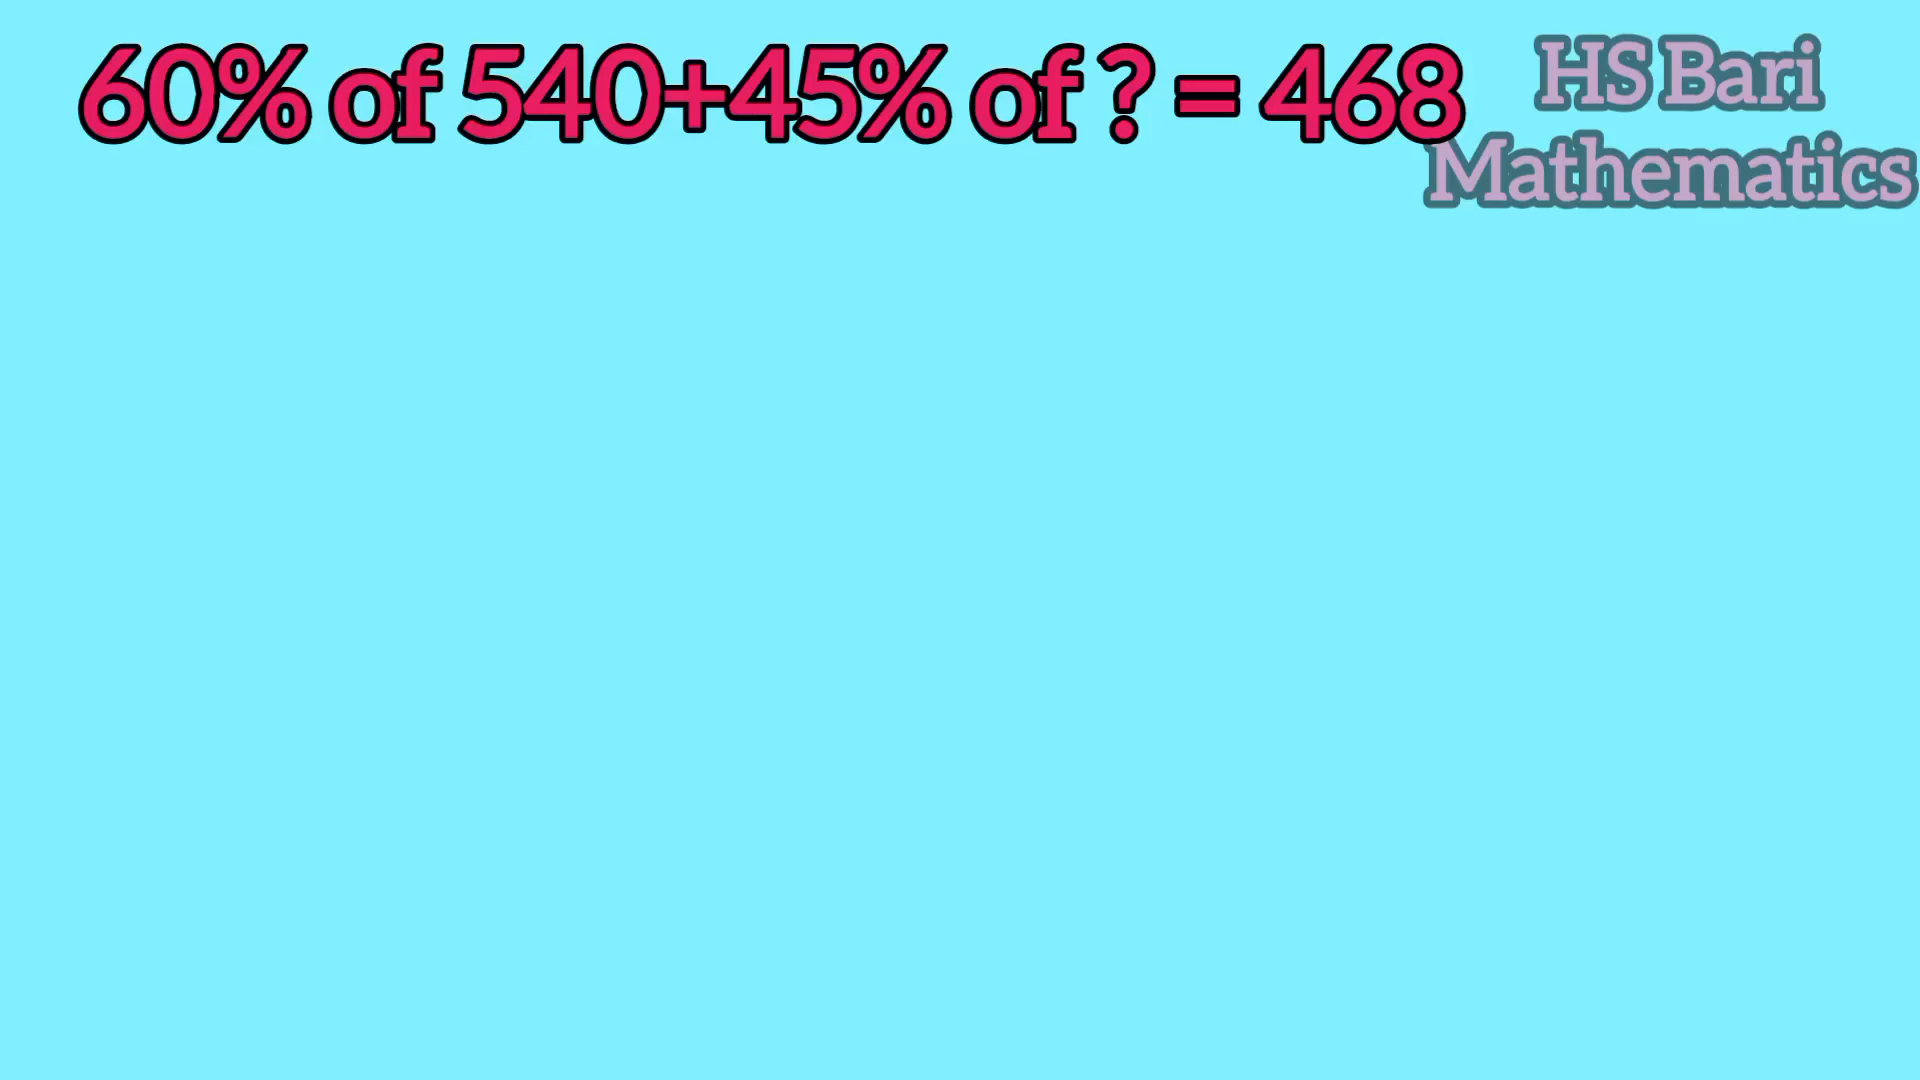 60% of 540+45% of ? = 468
HS Bari
Mathematics